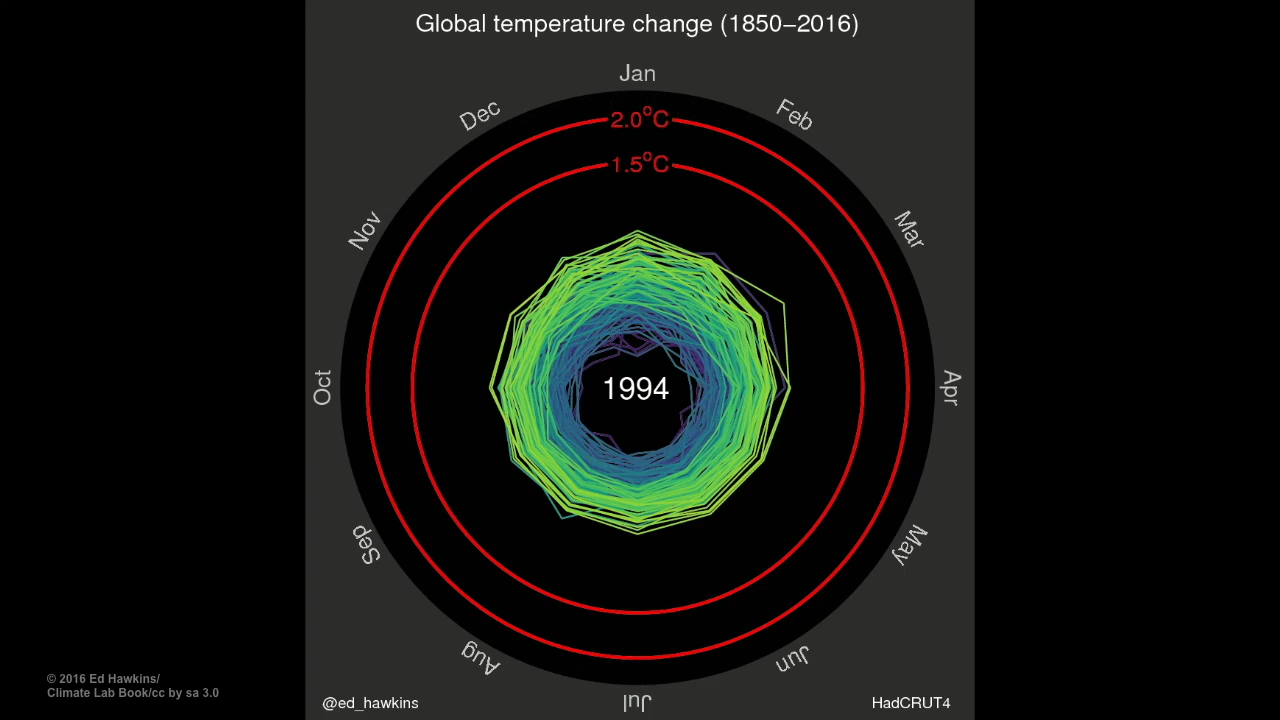 Global temperature change (1850–2016)
Jan
Dec
Feb
2.0°C
1.5°C
Nov
Mar
Oct
1994
Apr
Sep
May
Aug
Jun
Jul
© 2016 Ed Hawkins/
Climate Lab Book/cc by sa 3.0
@ed_hawkins
HadCRUT4